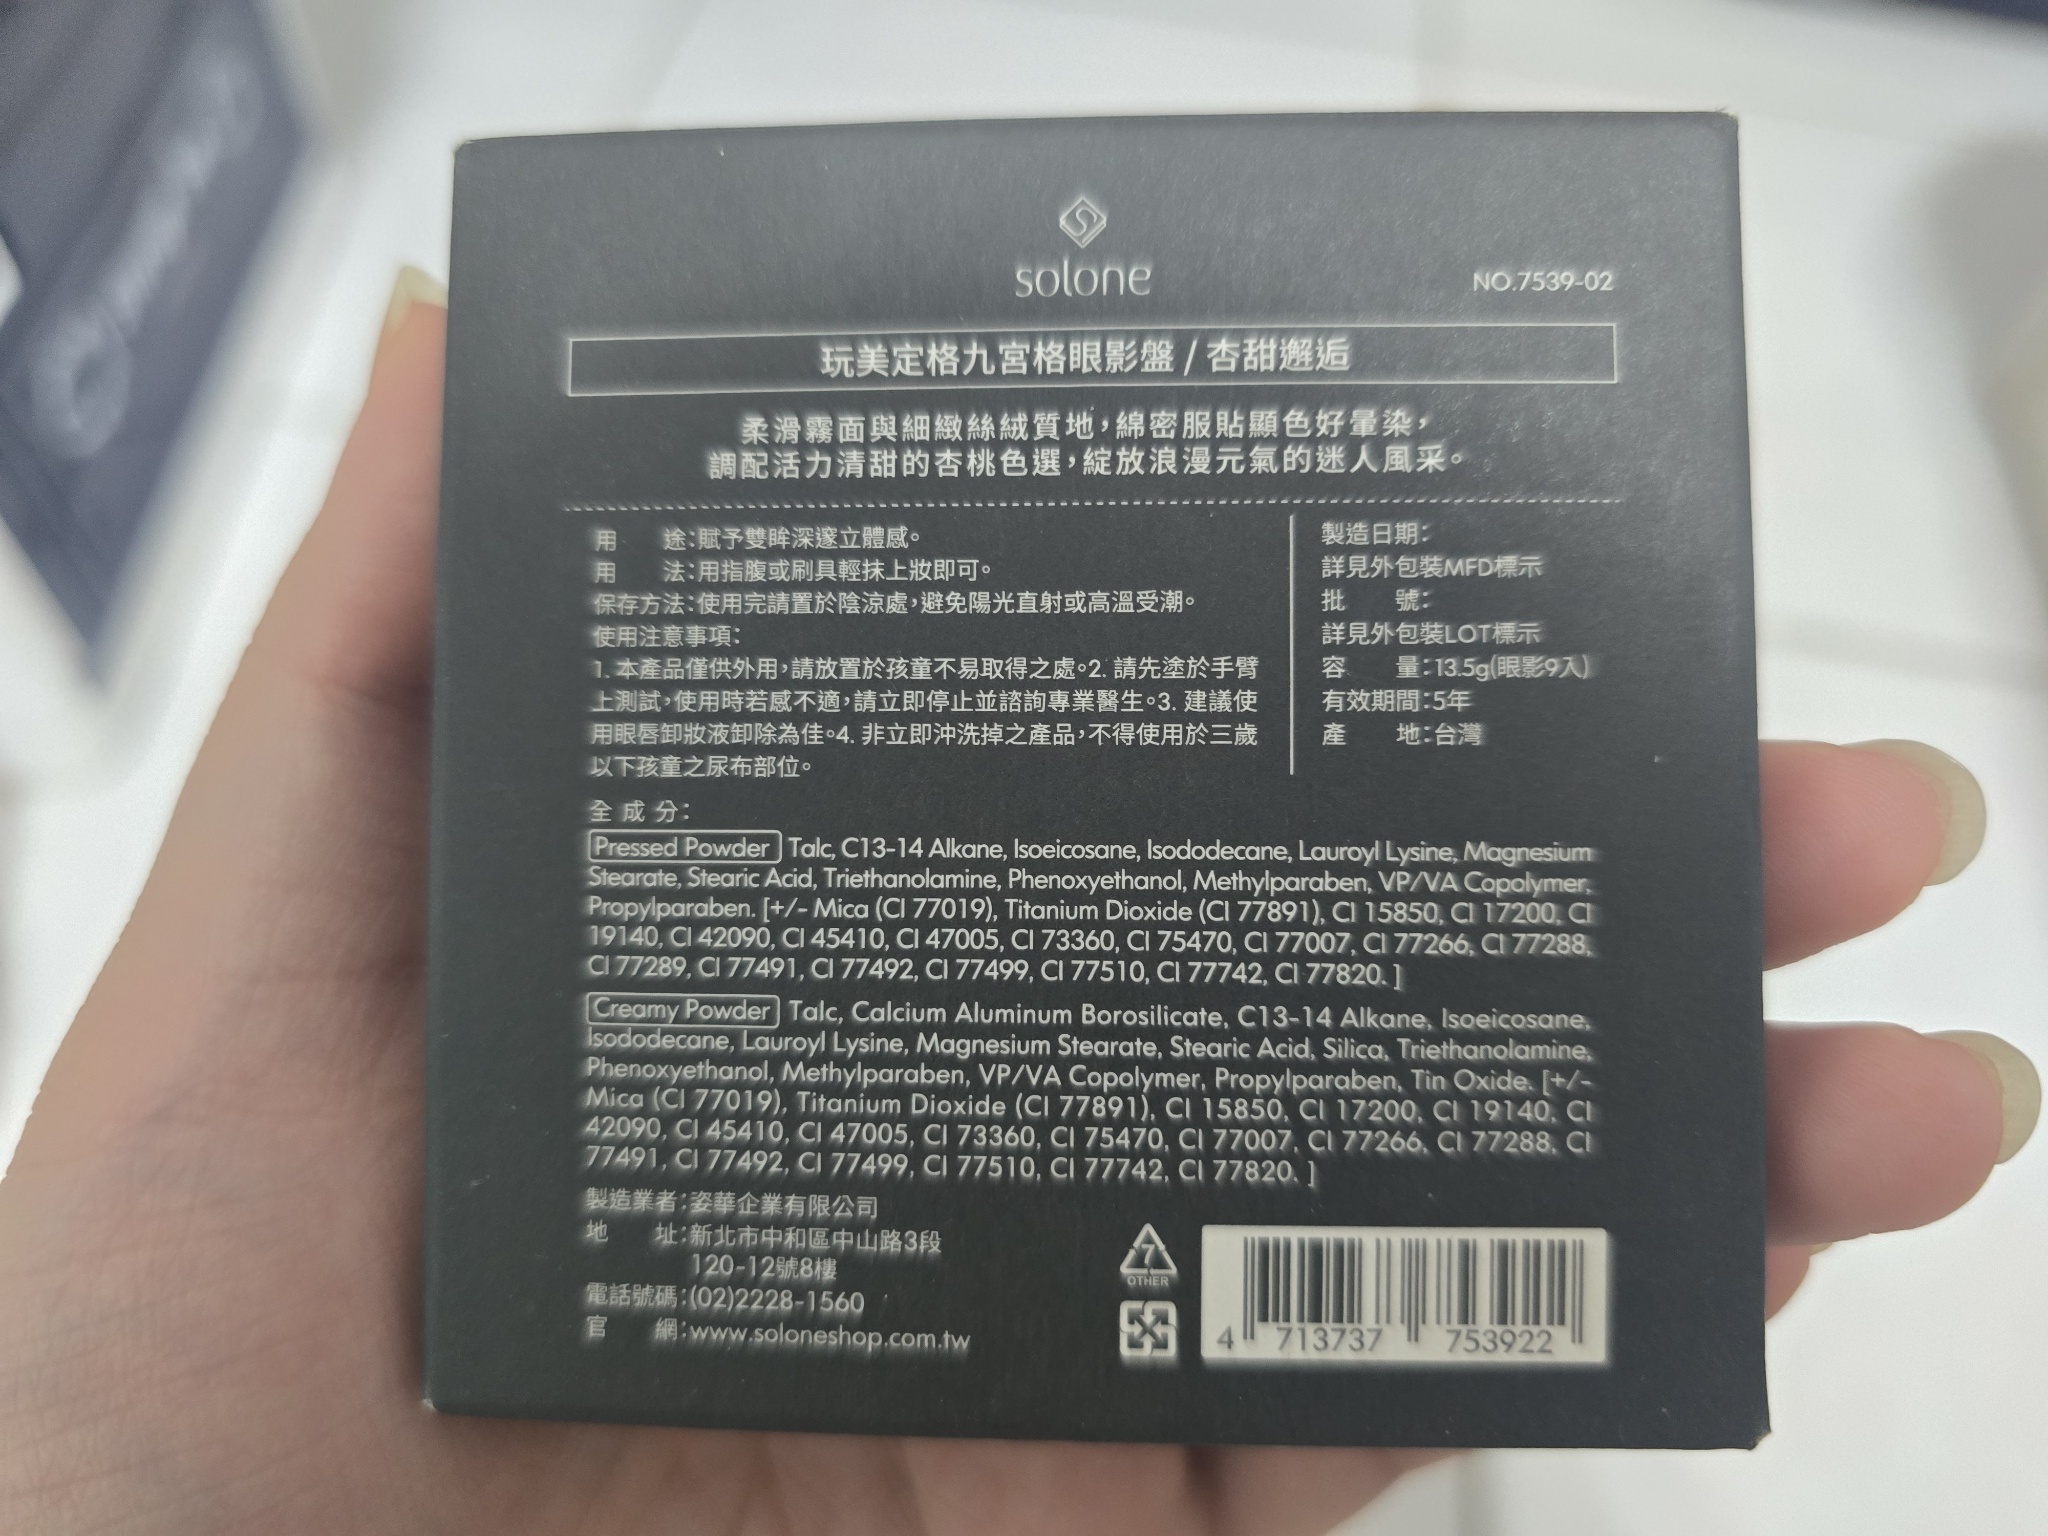 solone
NO.7539-02
玩美定格九宮格眼影盤 / 杏甜邂逅
柔滑霧面與細緻絲絨質地，綿密服貼顯色好暈染，
調配活力清甜的杏桃色選，綻放浪漫元氣的迷人風采。
用　　途：賦予雙眸深邃立體感。
用　　法：用指腹或刷具輕抹上妝即可。
保存方法：使用完請置於陰涼處，避免陽光直射或高溫受潮。
使用注意事項：
1. 本產品僅供外用，請放置於孩童不易取得之處。2. 請先塗於手臂
上測試，使用時若感不適，請立即停止並諮詢專業醫生。3. 建議使
用眼唇卸妝液卸除為佳。4. 非立即沖洗掉之產品，不得使用於三歲
以下孩童之尿布部位。
製造日期：
詳見外包裝MFD標示
批　　號：
詳見外包裝LOT標示
容　　量：13.5g(眼影9入)
有效期間：5年
產　　地：台灣
全 成 分：
Pressed Powder Talc, C13-14 Alkane, Isoeicosane, Isododecane, Lauroyl Lysine, Magnesium
Stearate, Stearic Acid, Triethanolamine, Phenoxyethanol, Methylparaben, VP/VA Copolymer,
Propylparaben. [+/- Mica (CI 77019), Titanium Dioxide (CI 77891), CI 15850, CI 17200, CI
19140, CI 42090, CI 45410, CI 47005, CI 73360, CI 75470, CI 77007, CI 77266, CI 77288,
CI 77289, CI 77491, CI 77492, CI 77499, CI 77510, CI 77742, CI 77820. ]
Creamy Powder Talc, Calcium Aluminum Borosilicate, C13-14 Alkane, Isoeicosane,
Isododecane, Lauroyl Lysine, Magnesium Stearate, Stearic Acid, Silica, Triethanolamine,
Phenoxyethanol, Methylparaben, VP/VA Copolymer, Propylparaben, Tin Oxide. [+/-
Mica (CI 77019), Titanium Dioxide (CI 77891), CI 15850, CI 17200, CI 19140, CI
42090, CI 45410, CI 47005, CI 73360, CI 75470, CI 77007, CI 77266, CI 77288, CI
77491, CI 77492, CI 77499, CI 77510, CI 77742, CI 77820. ]
製造業者：姿華企業有限公司
地　　址：新北市中和區中山路3段
120-12號8樓
電話號碼：(02)2228-1560
官　　網：www.soloneshop.com.tw
7
OTHER
4 713737 753922